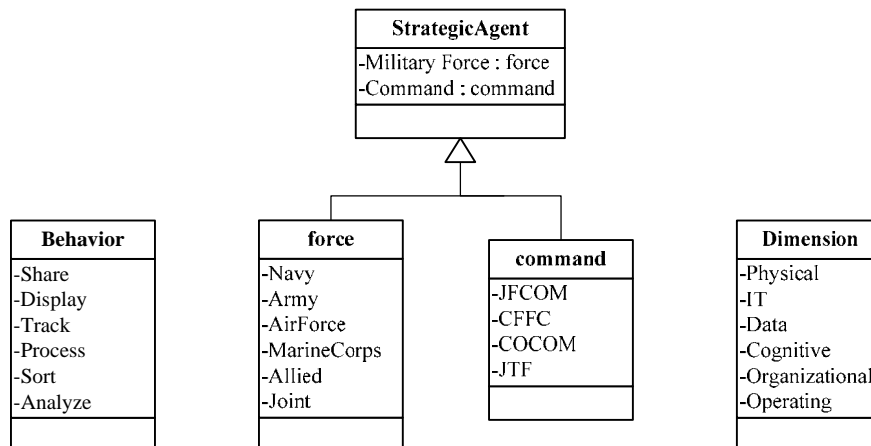 StrategicAgent
-Military Force : force
-Command : command
Behavior
-Share
-Display
-Track
-Process
-Sort
-Analyze
force
-Navy
-Army
-AirForce
-MarineCorps
-Allied
-Joint
command
-JFCOM
-CFFC
-COCOM
-JTF
Dimension
-Physical
-IT
-Data
-Cognitive
-Organizational
-Operating